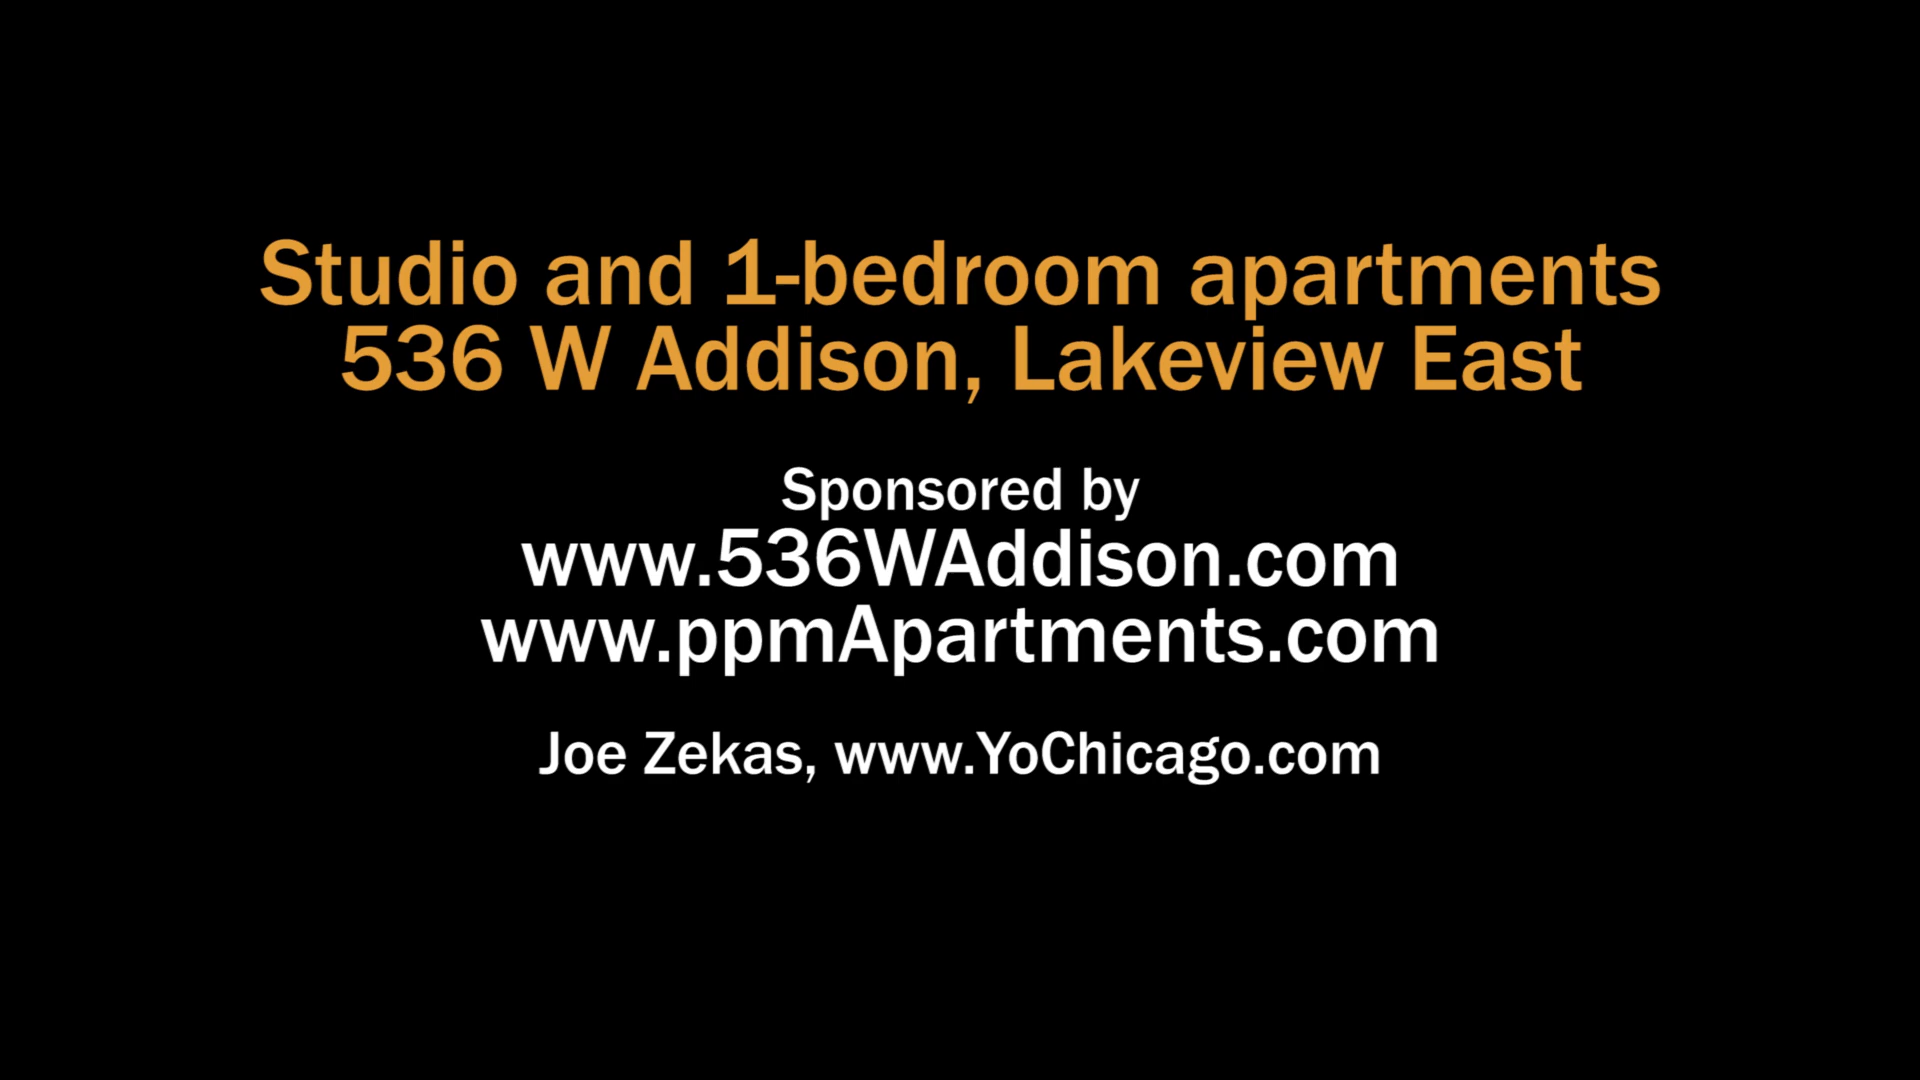 Studio and 1-bedroom apartments
536 W Addison, Lakeview East
Sponsored by
www.536WAddison.com
www.ppmApartments.com
Joe Zekas, www.YoChicago.com